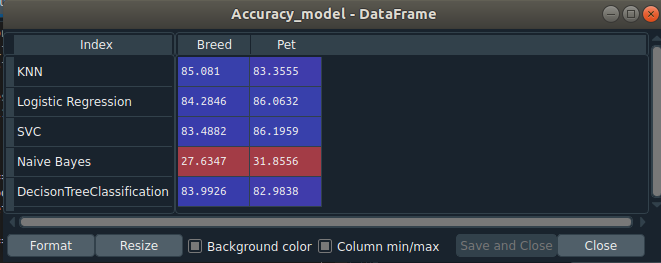 Accuracy_model - DataFrame
Index Breed Pet
KNN 85.081 83.3555
Logistic Regression 84.2846 86.0632
SVC 83.4882 86.1959
Naive Bayes 27.6347 31.8556
DecisonTreeClassification 83.9926 82.9838
Format Resize Background color Column min/max Save and Close Close